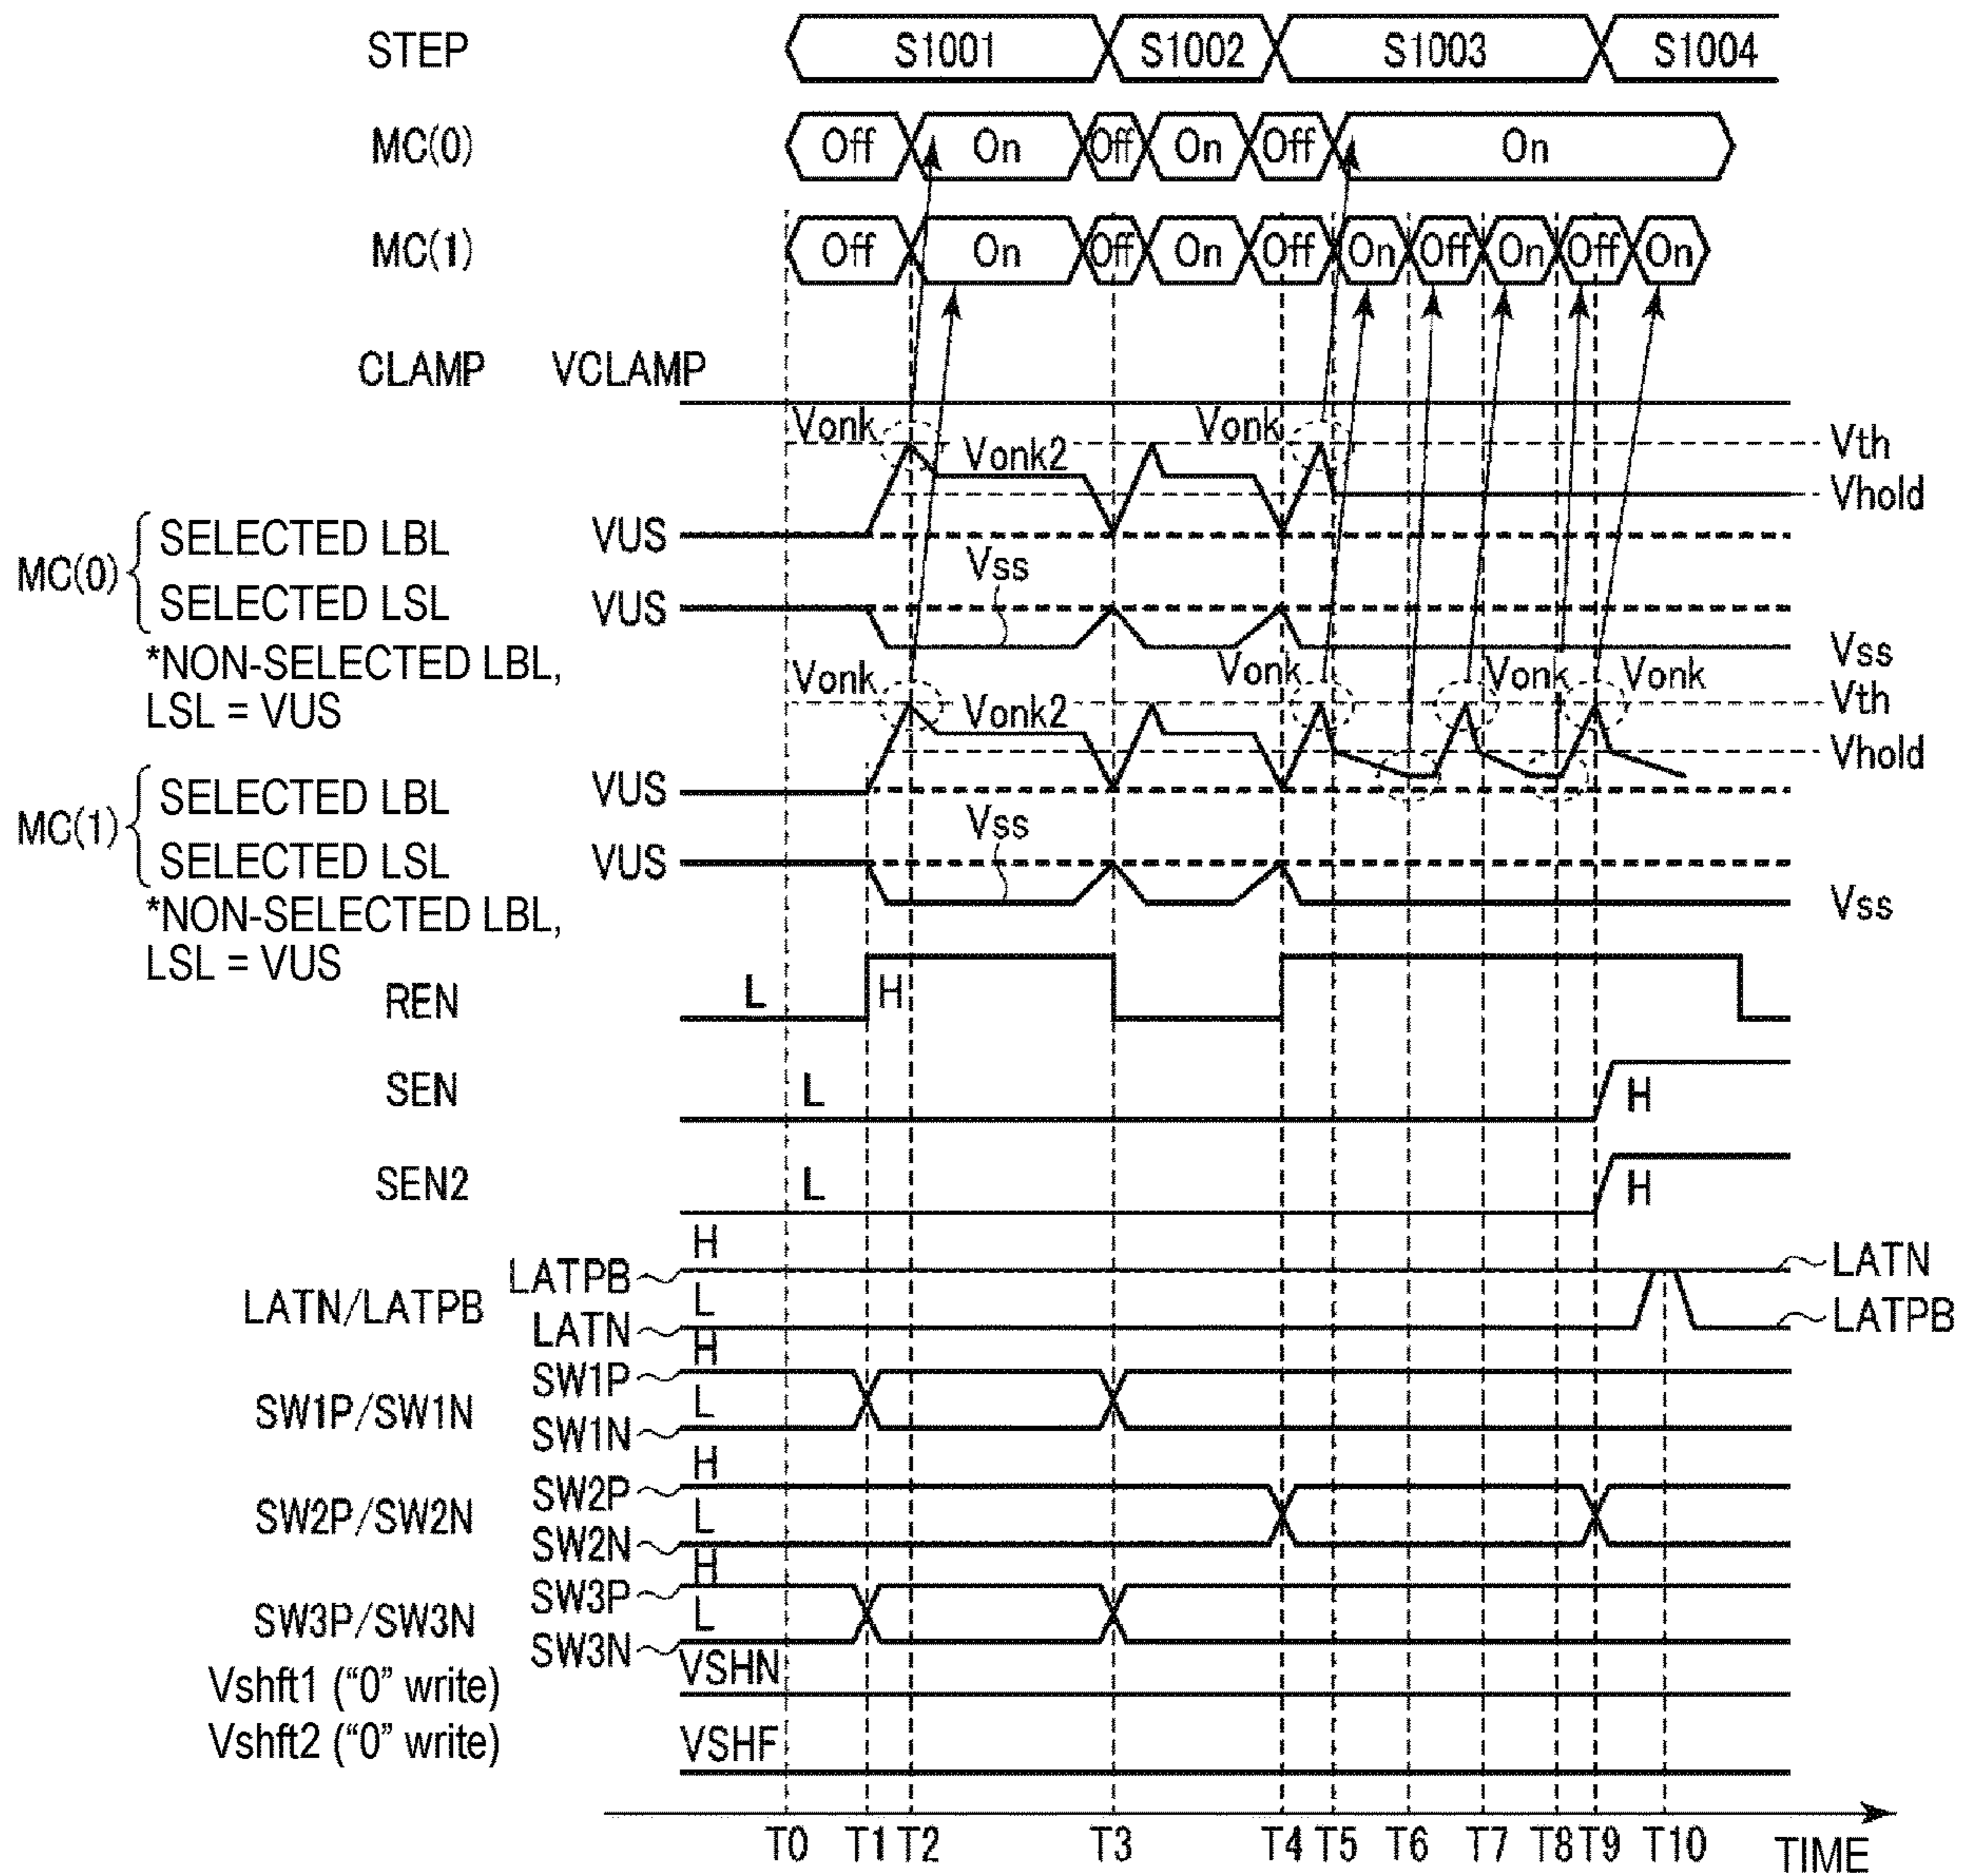 STEP S1001 S1002 S1003 S1004
MC(0) Off On Off On Off On
MC(1) Off On Off On Off On Off On Off On
CLAMP VCLAMP
Vonk Vonk Vth
Vonk2
Vhold
MC(0) SELECTED LBL VUS
Vss
SELECTED LSL VUS
*NON-SELECTED LBL, Vss
LSL = VUS
Vonk Vonk Vonk Vonk Vth
Vonk2
Vhold
MC(1) SELECTED LBL VUS
Vss
SELECTED LSL VUS
*NON-SELECTED LBL, Vss
LSL = VUS
REN L H
SEN L H
SEN2 L H
H
LATPB LATN
LATN/LATPB L
LATN LATPB
H
SW1P
SW1P/SW1N L
SW1N
H
SW2P
SW2P/SW2N L
SW2N
H
SW3P
SW3P/SW3N L
SW3N
Vshft1 (“0” write) VSHN
Vshft2 (“0” write) VSHF
T0 T1 T2 T3 T4 T5 T6 T7 T8 T9 T10 TIME